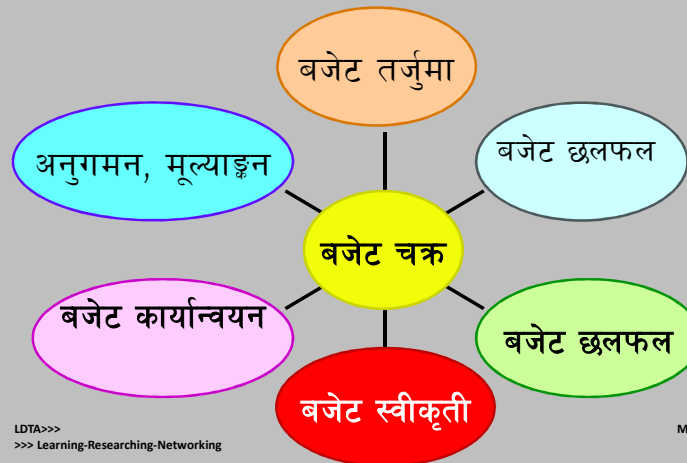 बजेट तर्जुमा
अनुगमन, मूल्याङ्कन
बजेट छलफल
बजेट चक्र
बजेट कार्यान्वयन
बजेट छलफल
बजेट स्वीकृती
LDTA>>>
>>> Learning-Researching-Networking
M